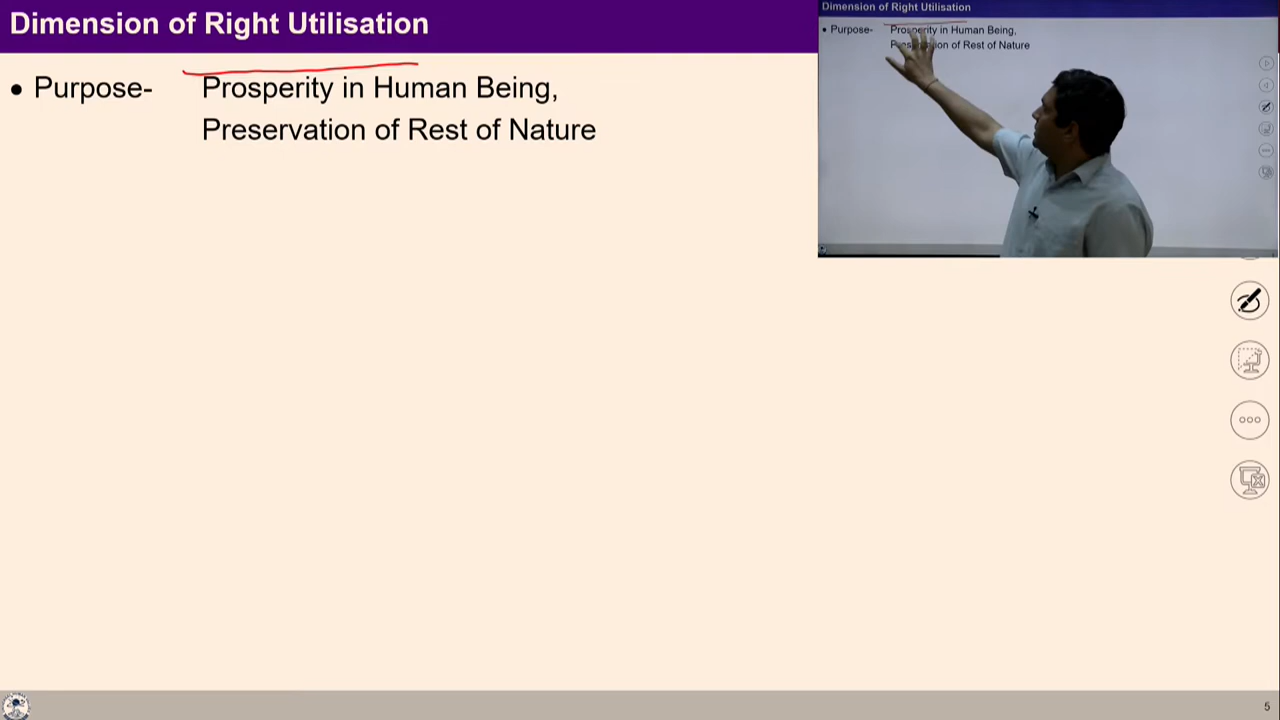 Dimension of Right Utilisation
• Purpose- Prosperity in Human Being,
Preservation of Rest of Nature
Dimension of Right Utilisation
• Purpose- Prosperity in Human Being,
of Rest of Nature
5